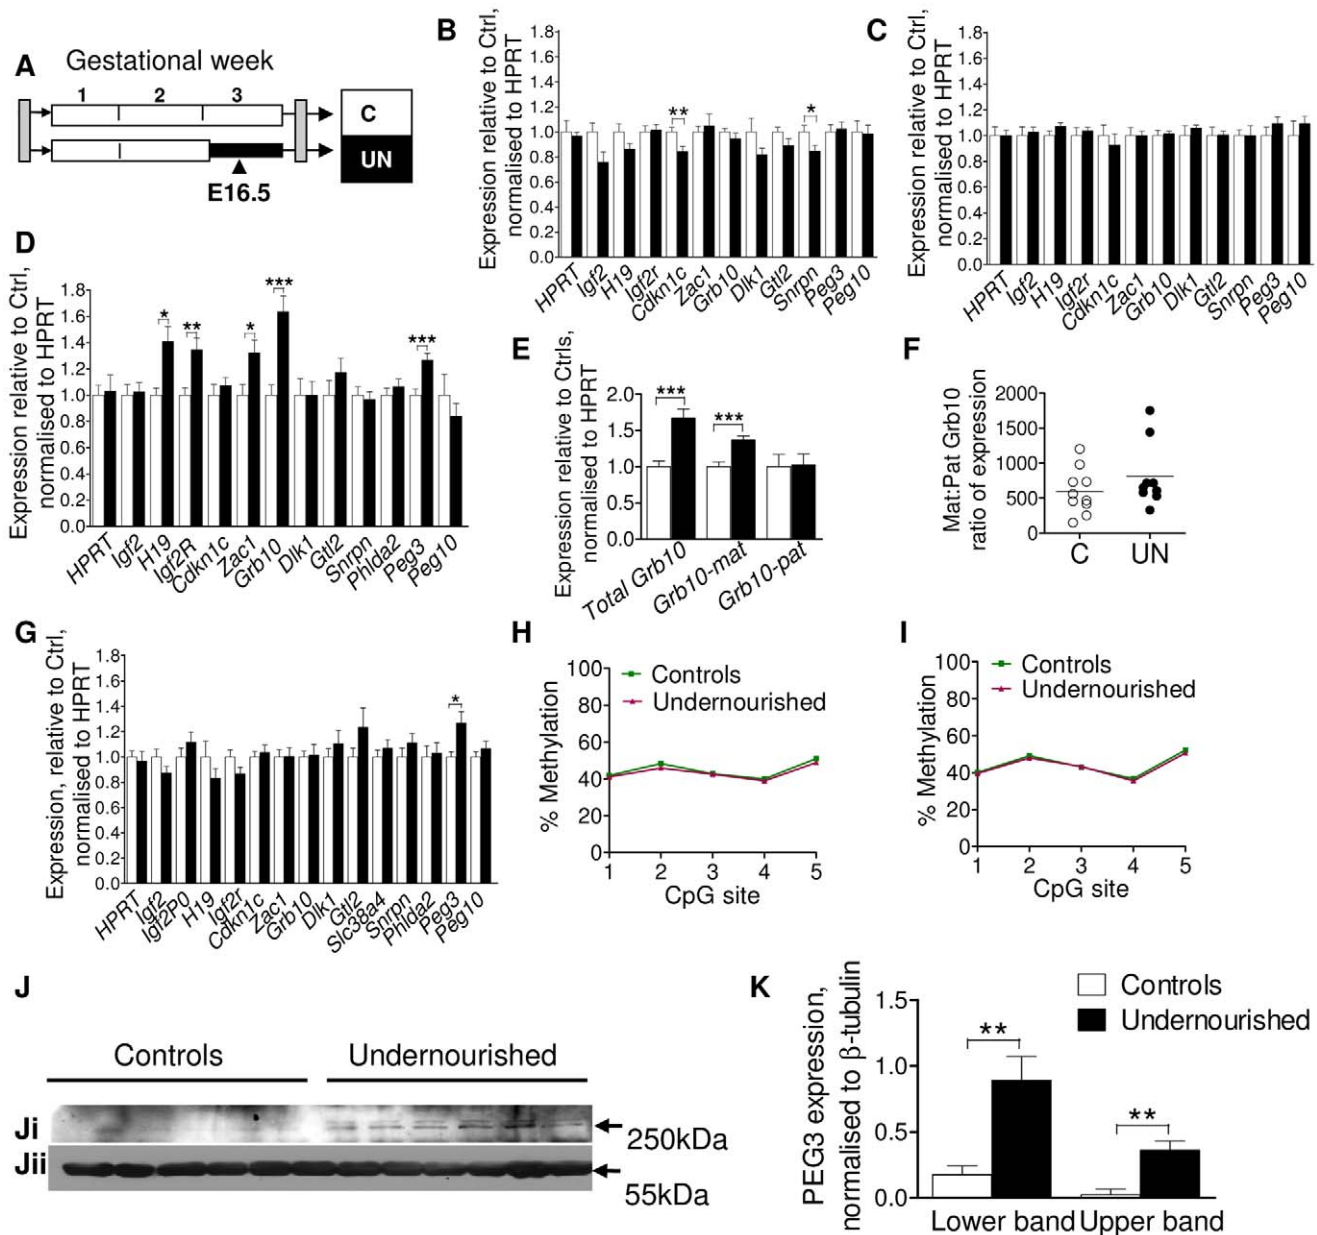 A
Gestational week
1 2 3
C
UN
E16.5
B
Expression relative to Ctrl,
normalised to HPRT
1.8
1.6
1.4
1.2
1.0
0.8
0.6
0.4
0.2
0.0
** *
HPRT Igf2 H19 Igf2r Cdkn1c Zac1 Grb10 Dlk1 Gtl2 Snrpn Peg3 Peg10
C
Expression relative to Ctrl,
normalised to HPRT
1.8
1.6
1.4
1.2
1.0
0.8
0.6
0.4
0.2
0.0
HPRT Igf2 H19 Igf2r Cdkn1c Zac1 Grb10 Dlk1 Gtl2 Snrpn Peg3 Peg10
D
Expression relative to Ctrl,
normalised to HPRT
1.8
1.6
1.4
1.2
1.0
0.8
0.6
0.4
0.2
0.0
* ** * *** ***
HPRT Igf2 H19 Igf2R Cdkn1c Zac1 Grb10 Dlk1 Gtl2 Snrpn Phlda2 Peg3 Peg10
E
Expression relative to Ctrls,
normalised to HPRT
2.0
1.5
1.0
0.5
0.0
*** ***
Total Grb10 Grb10-mat Grb10-pat
F
Mat:Pat Grb10
ratio of expression
2000
1500
1000
500
0
C UN
G
Expression, relative to Ctrl,
normalised to HPRT
1.8
1.6
1.4
1.2
1.0
0.8
0.6
0.4
0.2
0.0
*
HPRT Igf2 Igf2P0 H19 Igf2r Cdkn1c Zac1 Grb10 Dlk1 Gtl2 Slc38a4 Snrpn Phlda2 Peg3 Peg10
H
% Methylation
100
80
60
40
20
0
Controls
Undernourished
1 2 3 4 5
CpG site
I
% Methylation
100
80
60
40
20
0
Controls
Undernourished
1 2 3 4 5
CpG site
J
Controls Undernourished
Ji
250kDa
Jii
55kDa
K
PEG3 expression,
normalised to β-tubulin
1.5
1.0
0.5
0.0
Controls
Undernourished
** **
Lower band Upper band